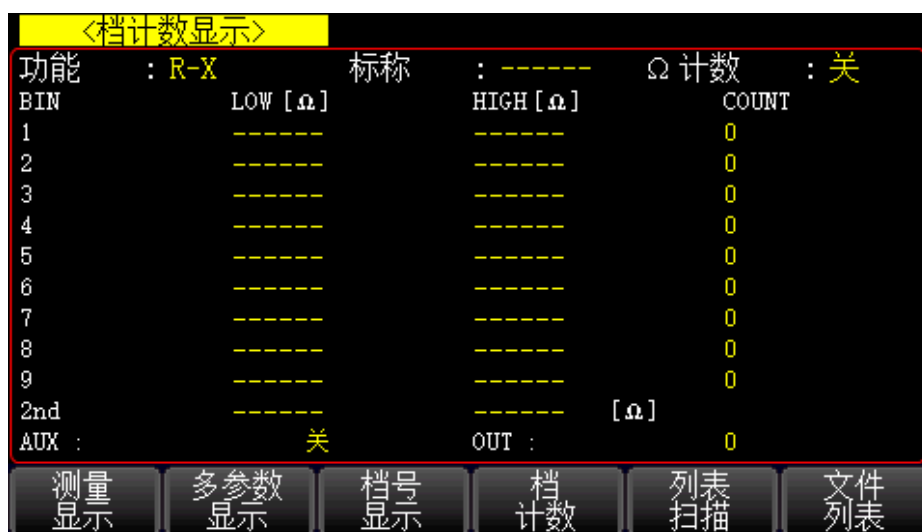 <档计数显示>
功能 : R-X 标称 : ------ Ω 计数 : 关
BIN LOW [Ω] HIGH [Ω] COUNT
1 ------ ------ 0
2 ------ ------ 0
3 ------ ------ 0
4 ------ ------ 0
5 ------ ------ 0
6 ------ ------ 0
7 ------ ------ 0
8 ------ ------ 0
9 ------ ------ 0
2nd ------ ------ [Ω]
AUX : 关 OUT : 0
测量 多参数 档号 档 列表 文件
显示 显示 显示 计数 扫描 列表